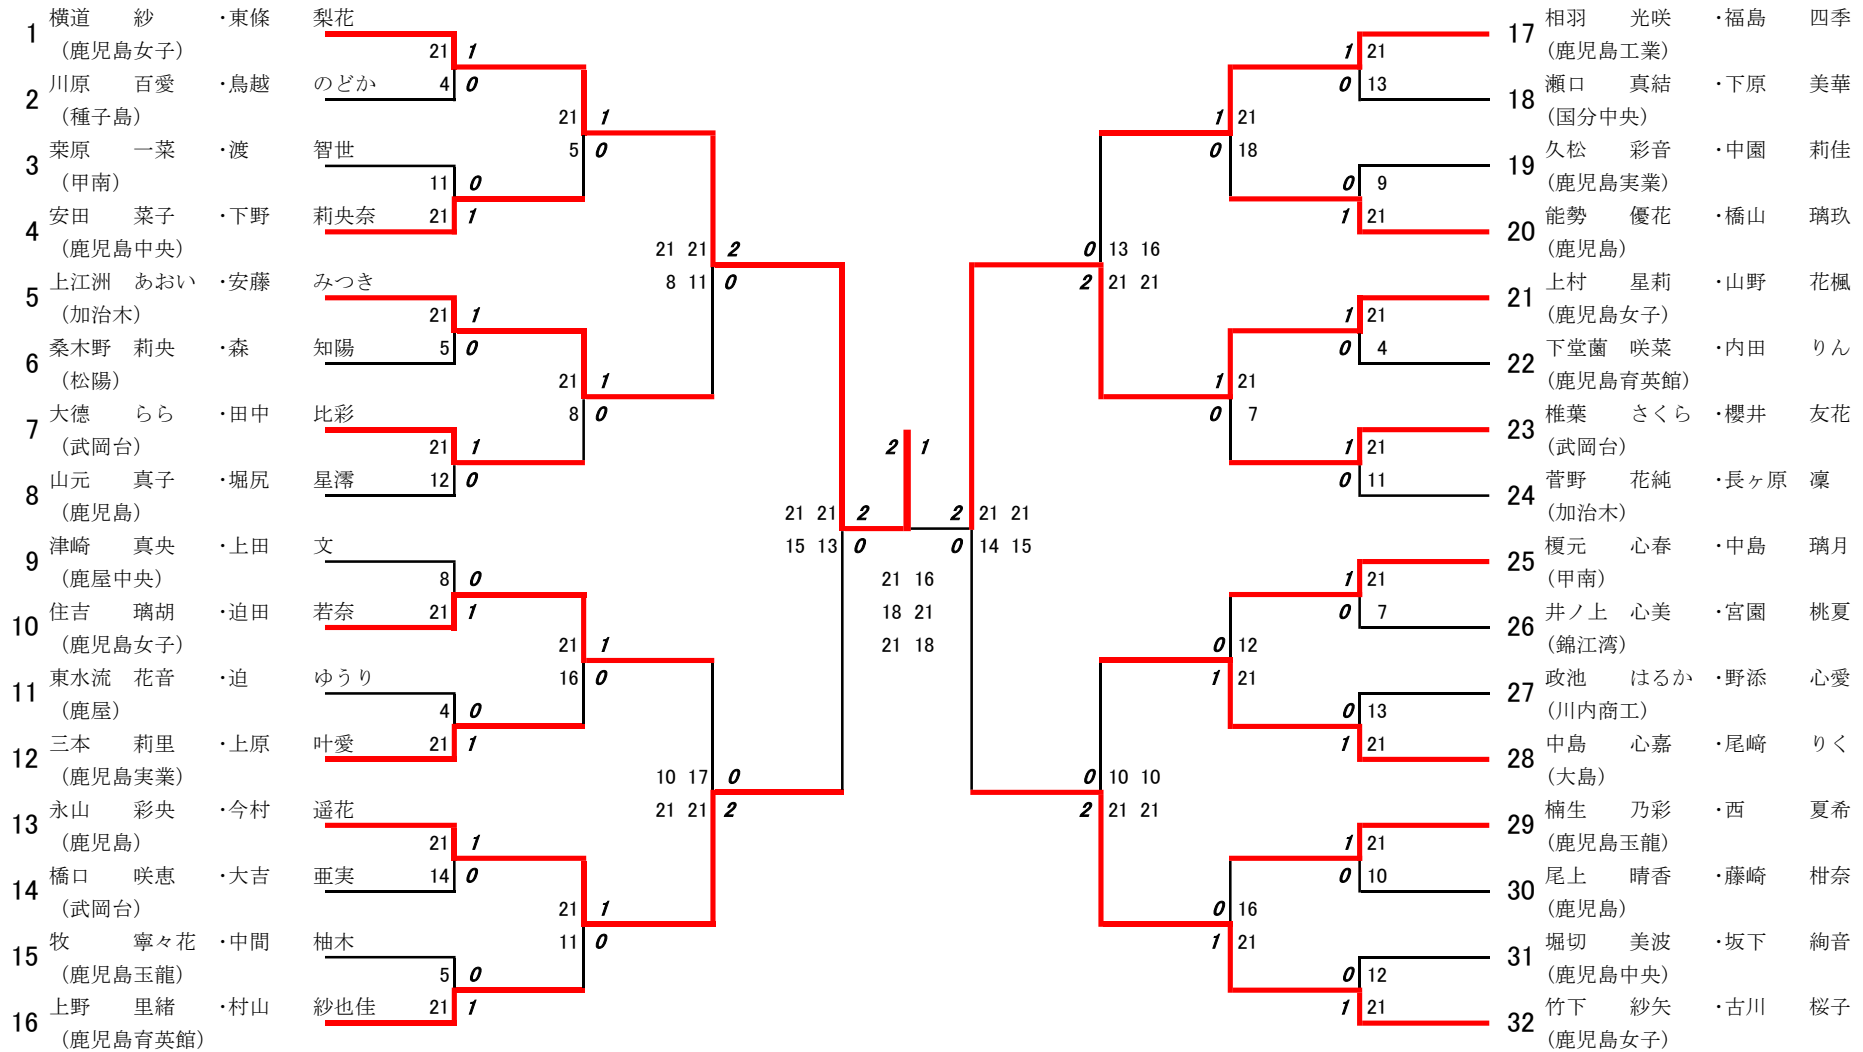 1 横道 紗 ・東條 梨花
(鹿児島女子)
21 1
2 川原 百愛 ・鳥越 のどか
4 0
(種子島)
21 1
3 栞原 一菜 ・渡 智世
5 0
(甲南)
11 0
4 安田 菜子 ・下野 莉央奈
21 1
(鹿児島中央)
21 21 2
5 上江洲 あおい ・安藤 みつき
8 11 0
(加治木)
21 1
6 桑木野 莉央 ・森 知陽
5 0
(松陽)
21 1
7 大德 らら ・田中 比彩
8 0
(武岡台)
21 1
8 山元 真子 ・堀尻 星澪
12 0
(鹿児島)
21 21 2
9 津崎 真央 ・上田 文
15 13 0
(鹿屋中央)
8 0
10 住吉 璃胡 ・迫田 若奈
21 1
(鹿児島女子)
21 1
11 東水流 花音 ・迫 ゆうり
16 0
(鹿屋)
4 0
12 三本 莉里 ・上原 叶愛
21 1
(鹿児島実業)
10 17 0
13 永山 彩央 ・今村 遥花
21 21 2
(鹿児島)
21 1
14 橋口 咲恵 ・大吉 亜実
14 0
(武岡台)
21 1
15 牧 寧々花 ・中間 柚木
11 0
(鹿児島玉龍)
5 0
16 上野 里緒 ・村山 紗也佳
21 1
(鹿児島育英館)
2 1
21 16
18 21
21 18
17 相羽 光咲 ・福島 四季
(鹿児島工業)
1 21
18 瀬口 真結 ・下原 美華
0 13
(国分中央)
1 21
19 久松 彩音 ・中園 莉佳
0 18
(鹿児島実業)
0 9
20 能勢 優花 ・橋山 璃玖
1 21
(鹿児島)
0 13 16
21 上村 星莉 ・山野 花楓
2 21 21
(鹿児島女子)
1 21
22 下堂薗 咲菜 ・内田 りん
0 4
(鹿児島育英館)
1 21
23 椎葉 さくら ・櫻井 友花
0 7
(武岡台)
1 21
24 菅野 花純 ・長ヶ原 凜
0 11
(加治木)
2 21 21
25 榎元 心春 ・中島 璃月
0 14 15
(甲南)
1 21
26 井ノ上 心美 ・宮園 桃夏
0 7
(錦江湾)
0 12
27 政池 はるか ・野添 心愛
1 21
(川内商工)
0 13
28 中島 心嘉 ・尾﨑 りく
1 21
(大島)
0 10 10
29 楠生 乃彩 ・西 夏希
2 21 21
(鹿児島玉龍)
1 21
30 尾上 晴香 ・藤崎 柑奈
0 10
(鹿児島)
0 16
31 堀切 美波 ・坂下 絢音
1 21
(鹿児島中央)
0 12
32 竹下 紗矢 ・古川 桜子
1 21
(鹿児島女子)